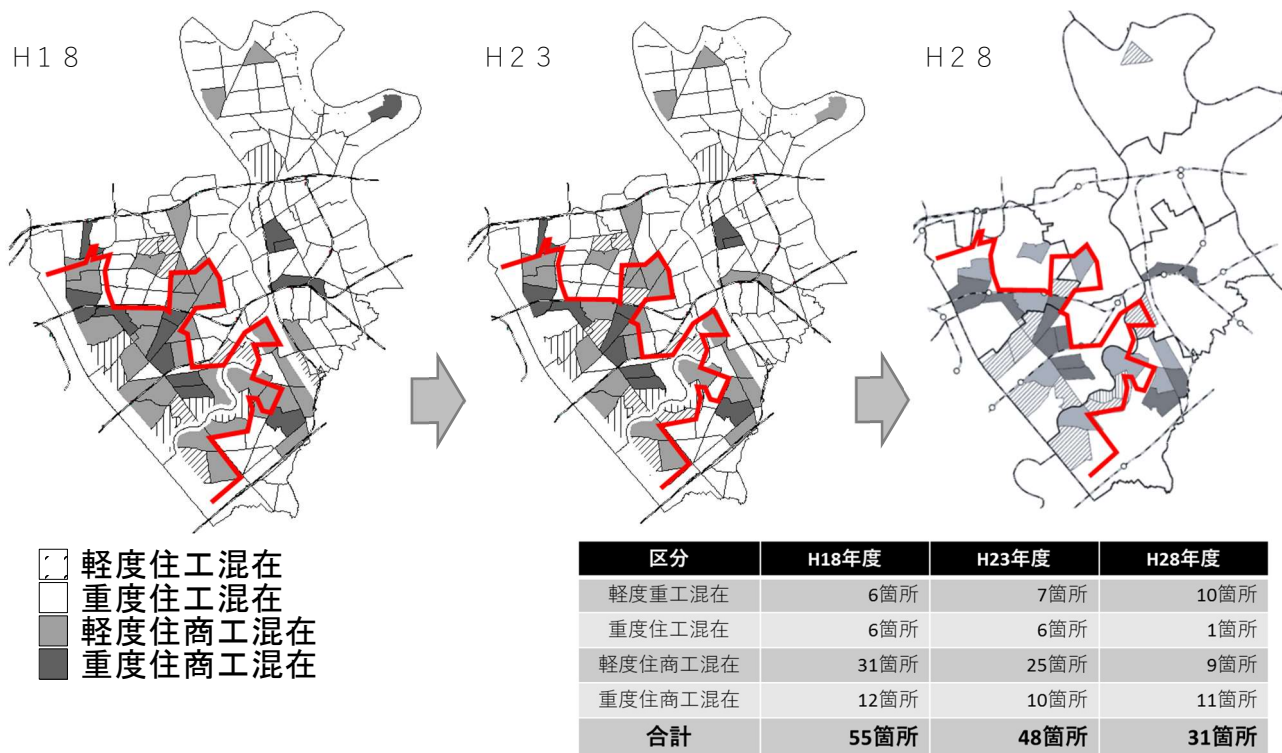 H18
H23
H28
軽度住工混在
重度住工混在
軽度住商工混在
重度住商工混在
区分 H18年度 H23年度 H28年度
軽度重工混在 6箇所 7箇所 10箇所
重度住工混在 6箇所 6箇所 1箇所
軽度住商工混在 31箇所 25箇所 9箇所
重度住商工混在 12箇所 10箇所 11箇所
合計 55箇所 48箇所 31箇所